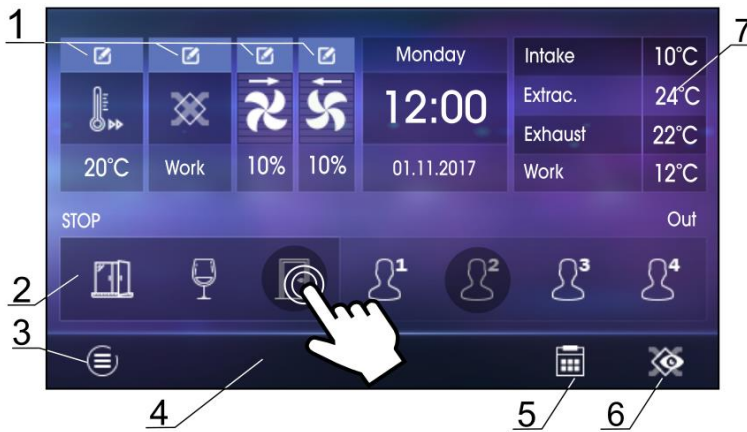 1
7
Monday
Intake 10°C
12:00
Extrac. 24°C
Exhaust 22°C
20°C Work 10% 10%
01.11.2017
Work 12°C
STOP
Out
1 2 3 4
2
3
4
5
6